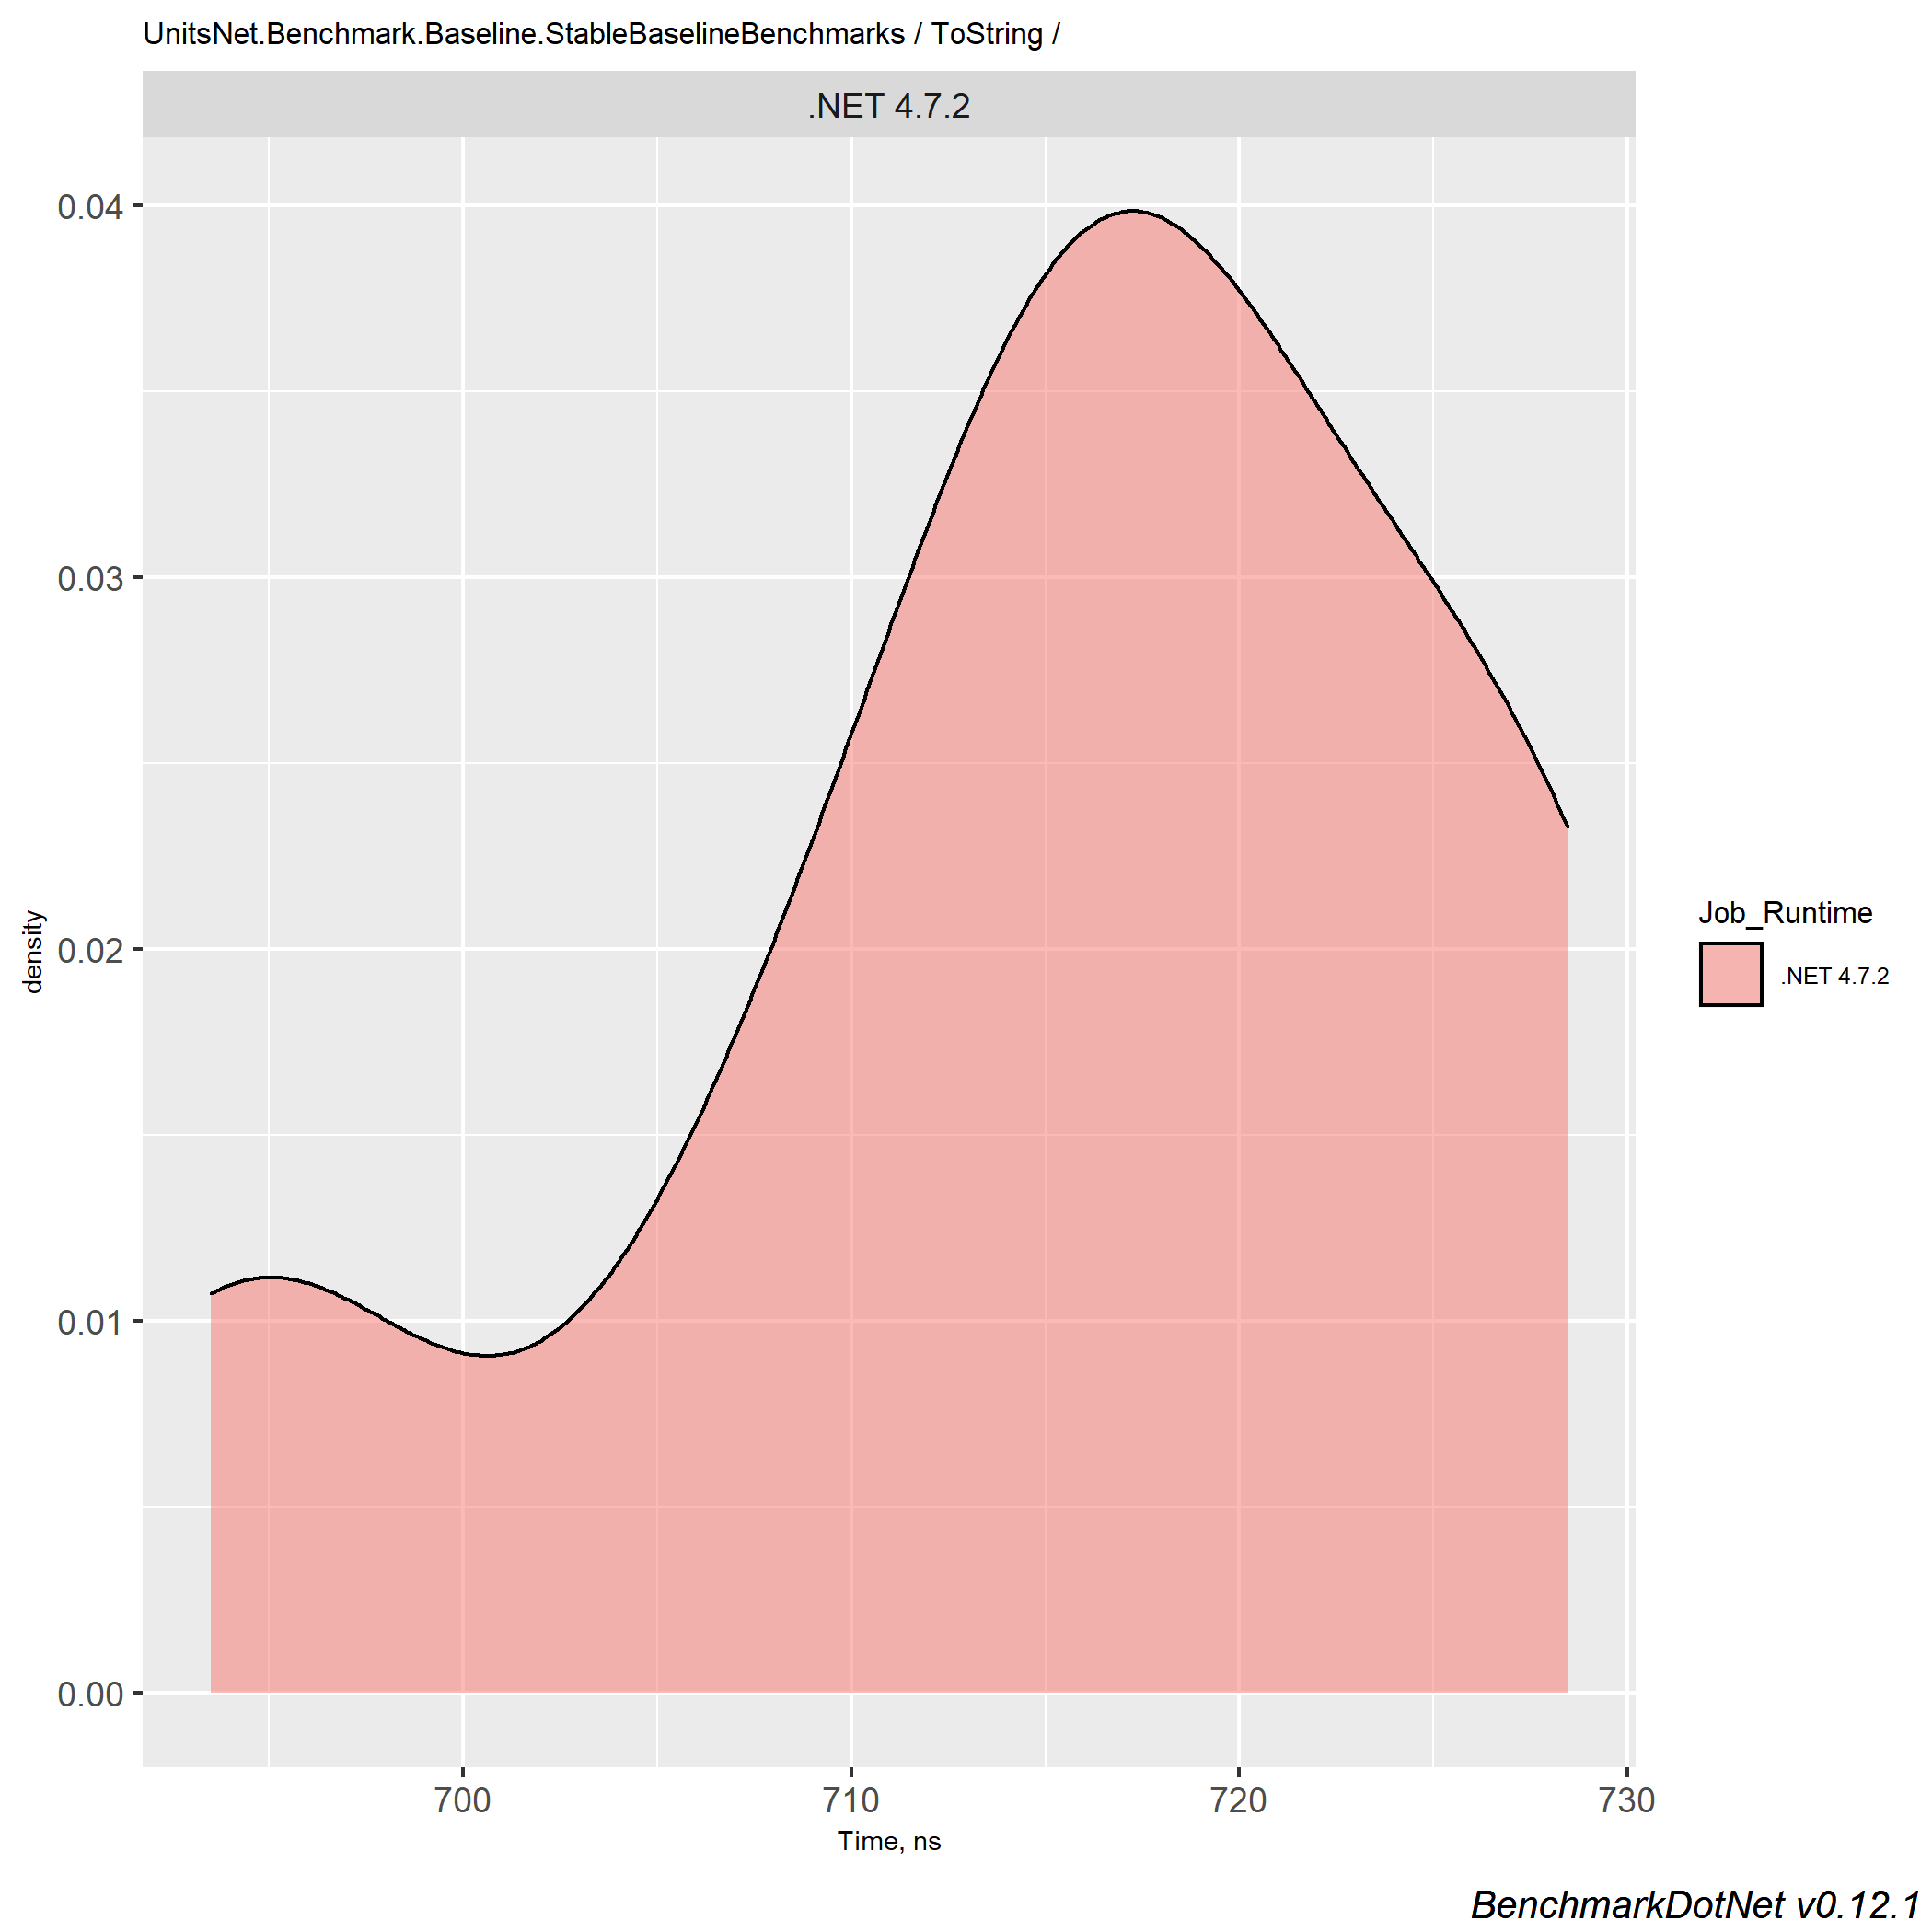 UnitsNet.Benchmark.Baseline.StableBaselineBenchmarks / ToString /
.NET 4.7.2
0.04
0.03
0.02
0.01
0.00
density
700 710 720 730
Time, ns
Job_Runtime
.NET 4.7.2
BenchmarkDotNet v0.12.1